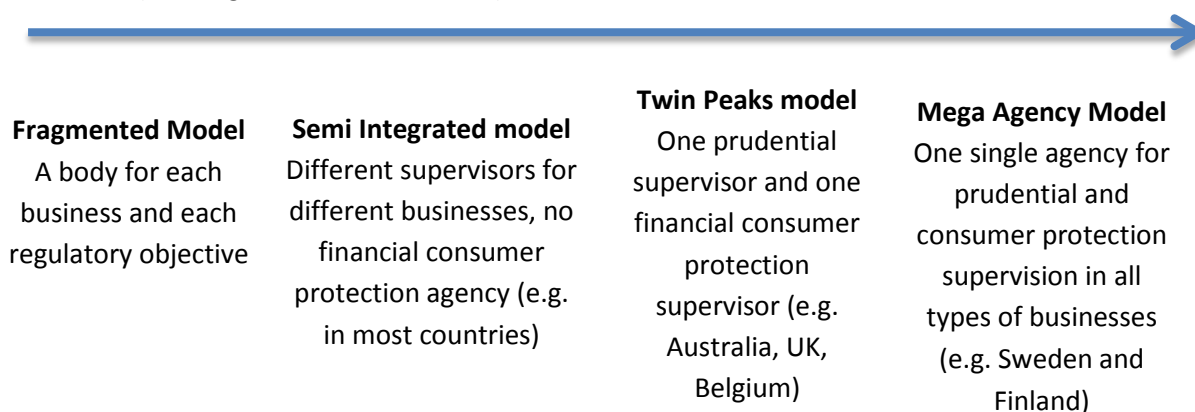 Fragmented Model
A body for each
business and each
regulatory objective
Semi Integrated model
Different supervisors for
different businesses, no
financial consumer
protection agency (e.g.
in most countries)
Twin Peaks model
One prudential
supervisor and one
financial consumer
protection
supervisor (e.g.
Australia, UK,
Belgium)
Mega Agency Model
One single agency for
prudential and
consumer protection
supervision in all
types of businesses
(e.g. Sweden and
Finland)